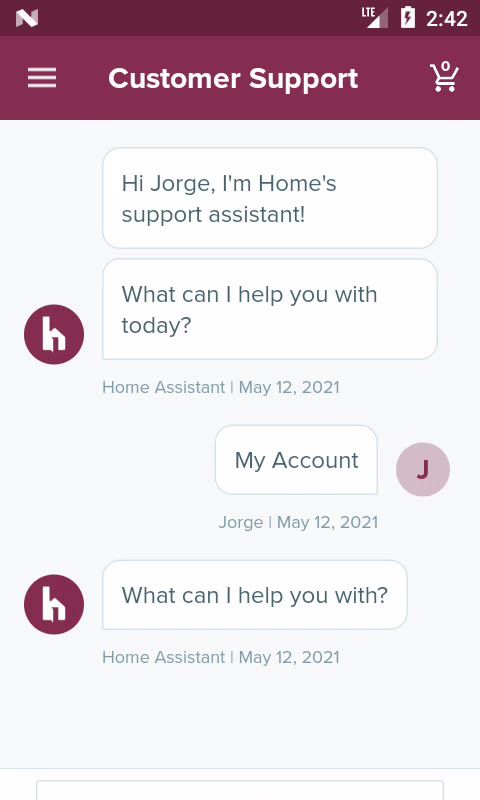 LTE 2:42
Customer Support
0
Hi Jorge, I'm Home's
support assistant!
What can I help you with
today?
h
Home Assistant | May 12, 2021
My Account
J
Jorge | May 12, 2021
What can I help you with?
h
Home Assistant | May 12, 2021